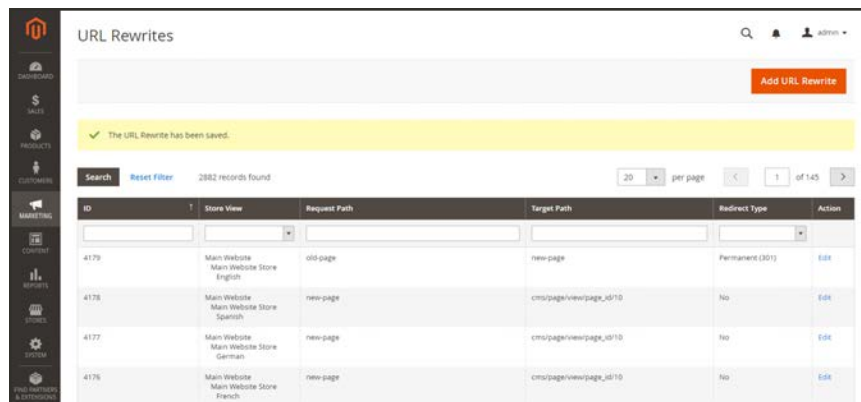 URL Rewrites
admin
DASHBOARD
Add URL Rewrite
$
SALES
The URL Rewrite has been saved.
PRODUCTS
CUSTOMERS
Search Reset Filter 2882 records found 20 per page 1 of 145
MARKETING
ID Store View Request Path Target Path Redirect Type Action
CONTENT
4179 Main Website old-page new-page Permanent (301) Edit
Main Website Store
English
REPORTS
4178 Main Website new-page cms/page/view/page_id/10 No Edit
Main Website Store
Spanish
STORES
4177 Main Website new-page cms/page/view/page_id/10 No Edit
Main Website Store
German
SYSTEM
4176 Main Website new-page cms/page/view/page_id/10 No Edit
Main Website Store
French
FIND PARTNERS
& EXTENSIONS